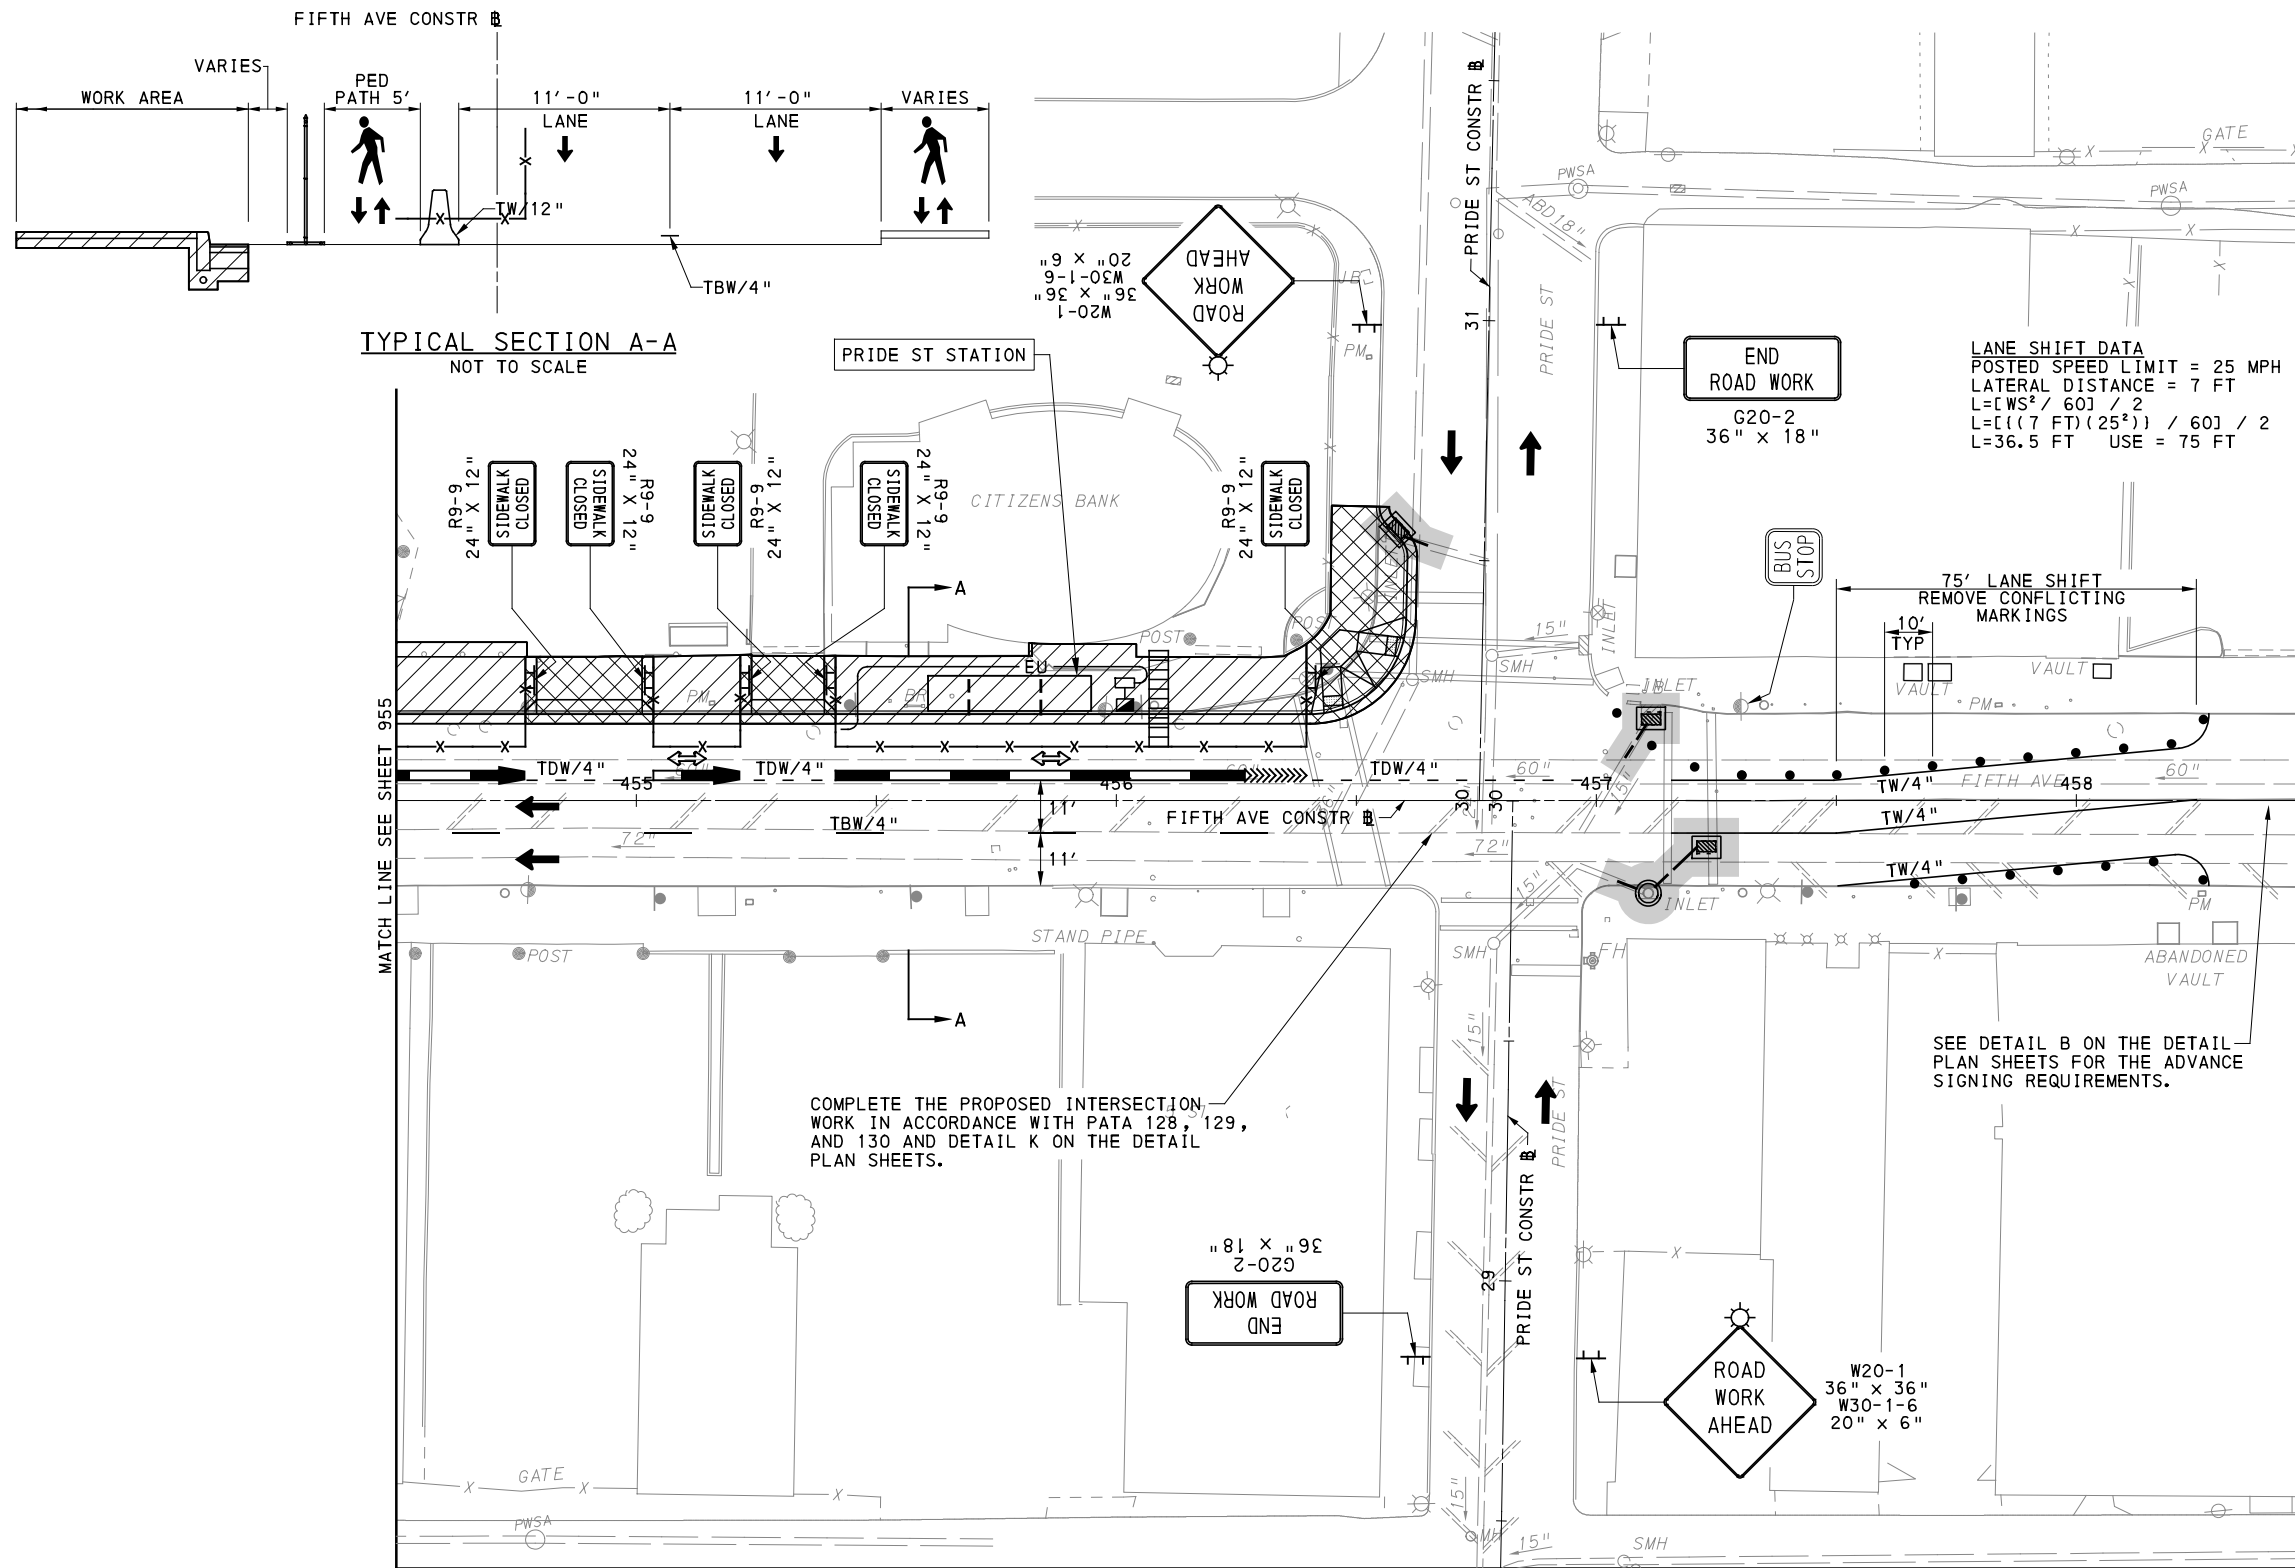 FIFTH AVE CONSTR
VARIES
WORK AREA
PED
PATH 5'
11'-0"
LANE
11'-0"
LANE
VARIES
TW/12"
TBW/4"
TYPICAL SECTION A-A
NOT TO SCALE
PRIDE ST STATION
ROAD
WORK
AHEAD
W20-1
36" x 36"
W30-1-6
20" x 6"
JB
PM
PRIDE ST CONSTR
31
PRIDE ST
PWSA
ABD18"
PWSA
GATE
END
ROAD WORK
G20-2
36" x 18"
LANE SHIFT DATA
POSTED SPEED LIMIT = 25 MPH
LATERAL DISTANCE = 7 FT
L=[WS²/ 60] / 2
L=[{(7 FT)(25²)} / 60] / 2
L=36.5 FT USE = 75 FT
R9-9
24" X 12"
SIDEWALK
CLOSED
SIDEWALK
CLOSED
R9-9
24" X 12"
SIDEWALK
CLOSED
R9-9
24" X 12"
SIDEWALK
CLOSED
R9-9
24" X 12"
R9-9
24" X 12"
SIDEWALK
CLOSED
CITIZENS BANK
A
POST
EU
PM
SMH
SMH
15"
INLET
BUS
STOP
75' LANE SHIFT
REMOVE CONFLICTING
MARKINGS
10'
TYP
VAULT
VAULT
INLET
PM
MATCH LINE SEE SHEET 955
TDW/4"
TDW/4"
TDW/4"
455
456
457
458
60"
15"
FIFTH AVE
60"
TW/4"
TW/4"
TW/4"
11'
11'
TBW/4"
FIFTH AVE CONSTR
30
30
72"
72"
15"
INLET
PM
STAND PIPE
POST
SMH
FH
ABANDONED
VAULT
A
15"
SEE DETAIL B ON THE DETAIL
PLAN SHEETS FOR THE ADVANCE
SIGNING REQUIREMENTS.
COMPLETE THE PROPOSED INTERSECTION
WORK IN ACCORDANCE WITH PATA 128, 129,
AND 130 AND DETAIL K ON THE DETAIL
PLAN SHEETS.
PRIDE ST
PRIDE ST CONSTR
29
END
ROAD WORK
G20-2
36" x 18"
ROAD
WORK
AHEAD
W20-1
36" x 36"
W30-1-6
20" x 6"
GATE
PWSA
15"
MH
15"
SMH